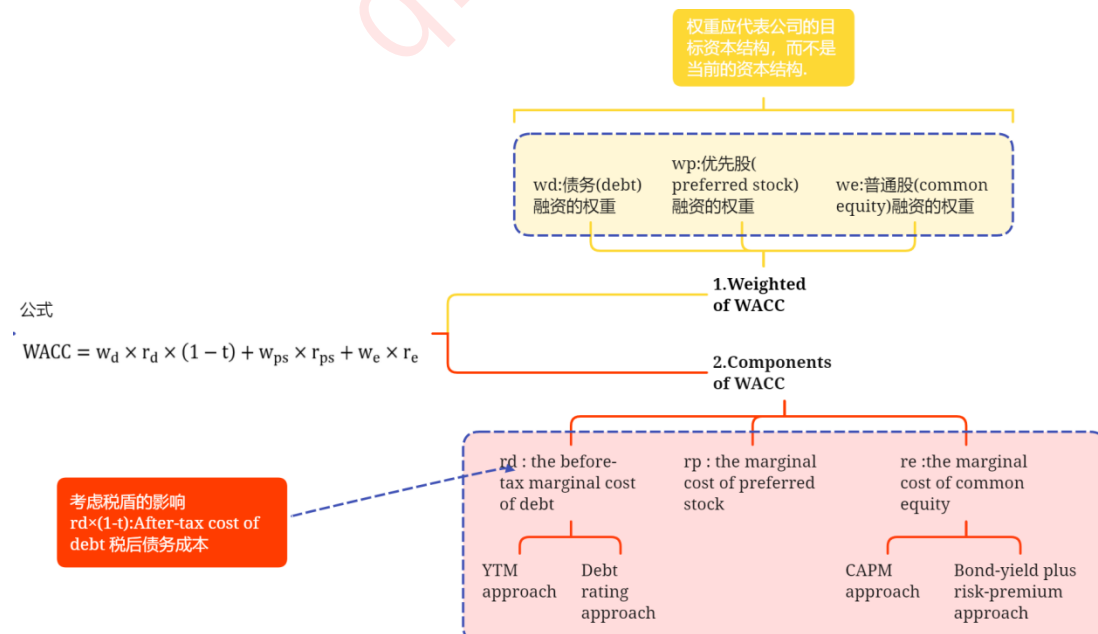 权重应代表公司的目
标资本结构，而不是
当前的资本结构.
wd:债务(debt)
融资的权重
wp:优先股(
preferred stock)
融资的权重
we:普通股(common
equity)融资的权重
1.Weighted
of WACC
公式
WACC = w_d × r_d × (1 − t) + w_ps × r_ps + w_e × r_e
2.Components
of WACC
rd : the before-
tax marginal cost
of debt
rp : the marginal
cost of preferred
stock
re :the marginal
cost of common
equity
考虑税盾的影响
rd×(1-t):After-tax cost of
debt 税后债务成本
YTM
approach
Debt
rating
approach
CAPM
approach
Bond-yield plus
risk-premium
approach